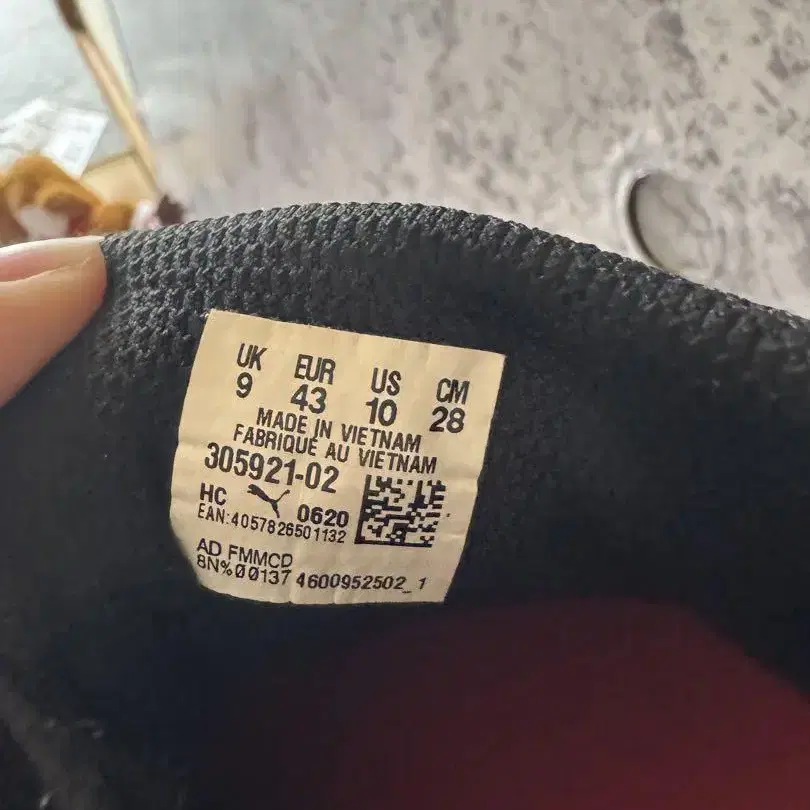 UK EUR US CM
9 43 10 28
MADE IN VIETNAM
FABRIQUÉ AU VIETNAM
305921-02
HC 0620
EAN:4057826501132
AD FMMCD
8N%00137 4600952502_1